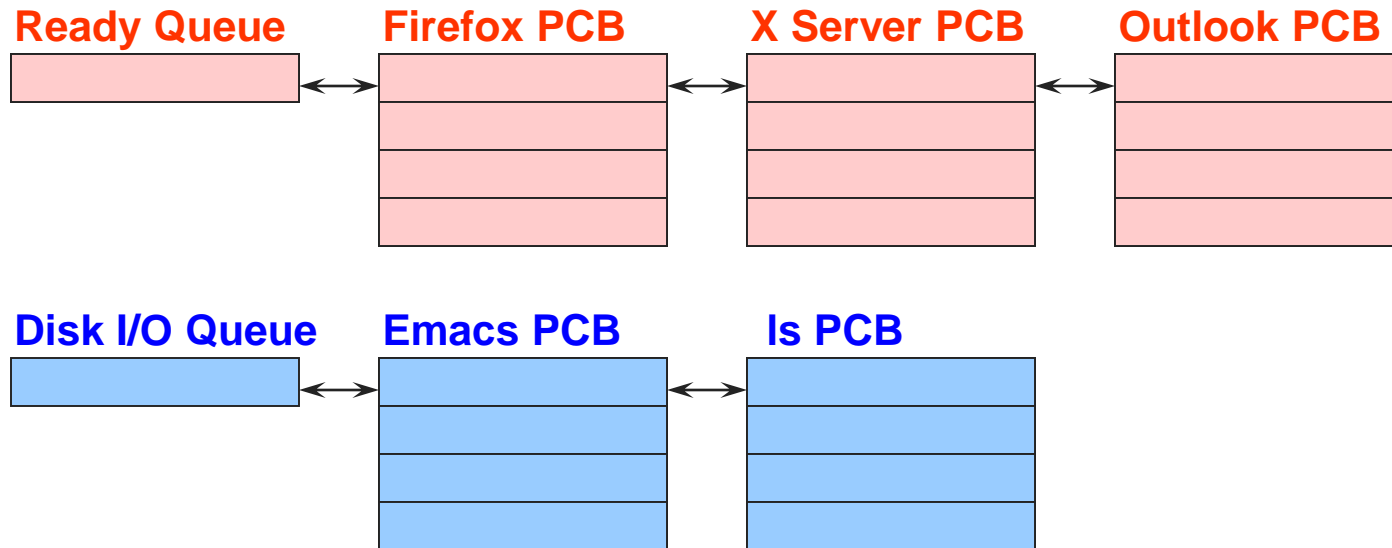 Ready Queue Firefox PCB X Server PCB Outlook PCB
Disk I/O Queue Emacs PCB ls PCB